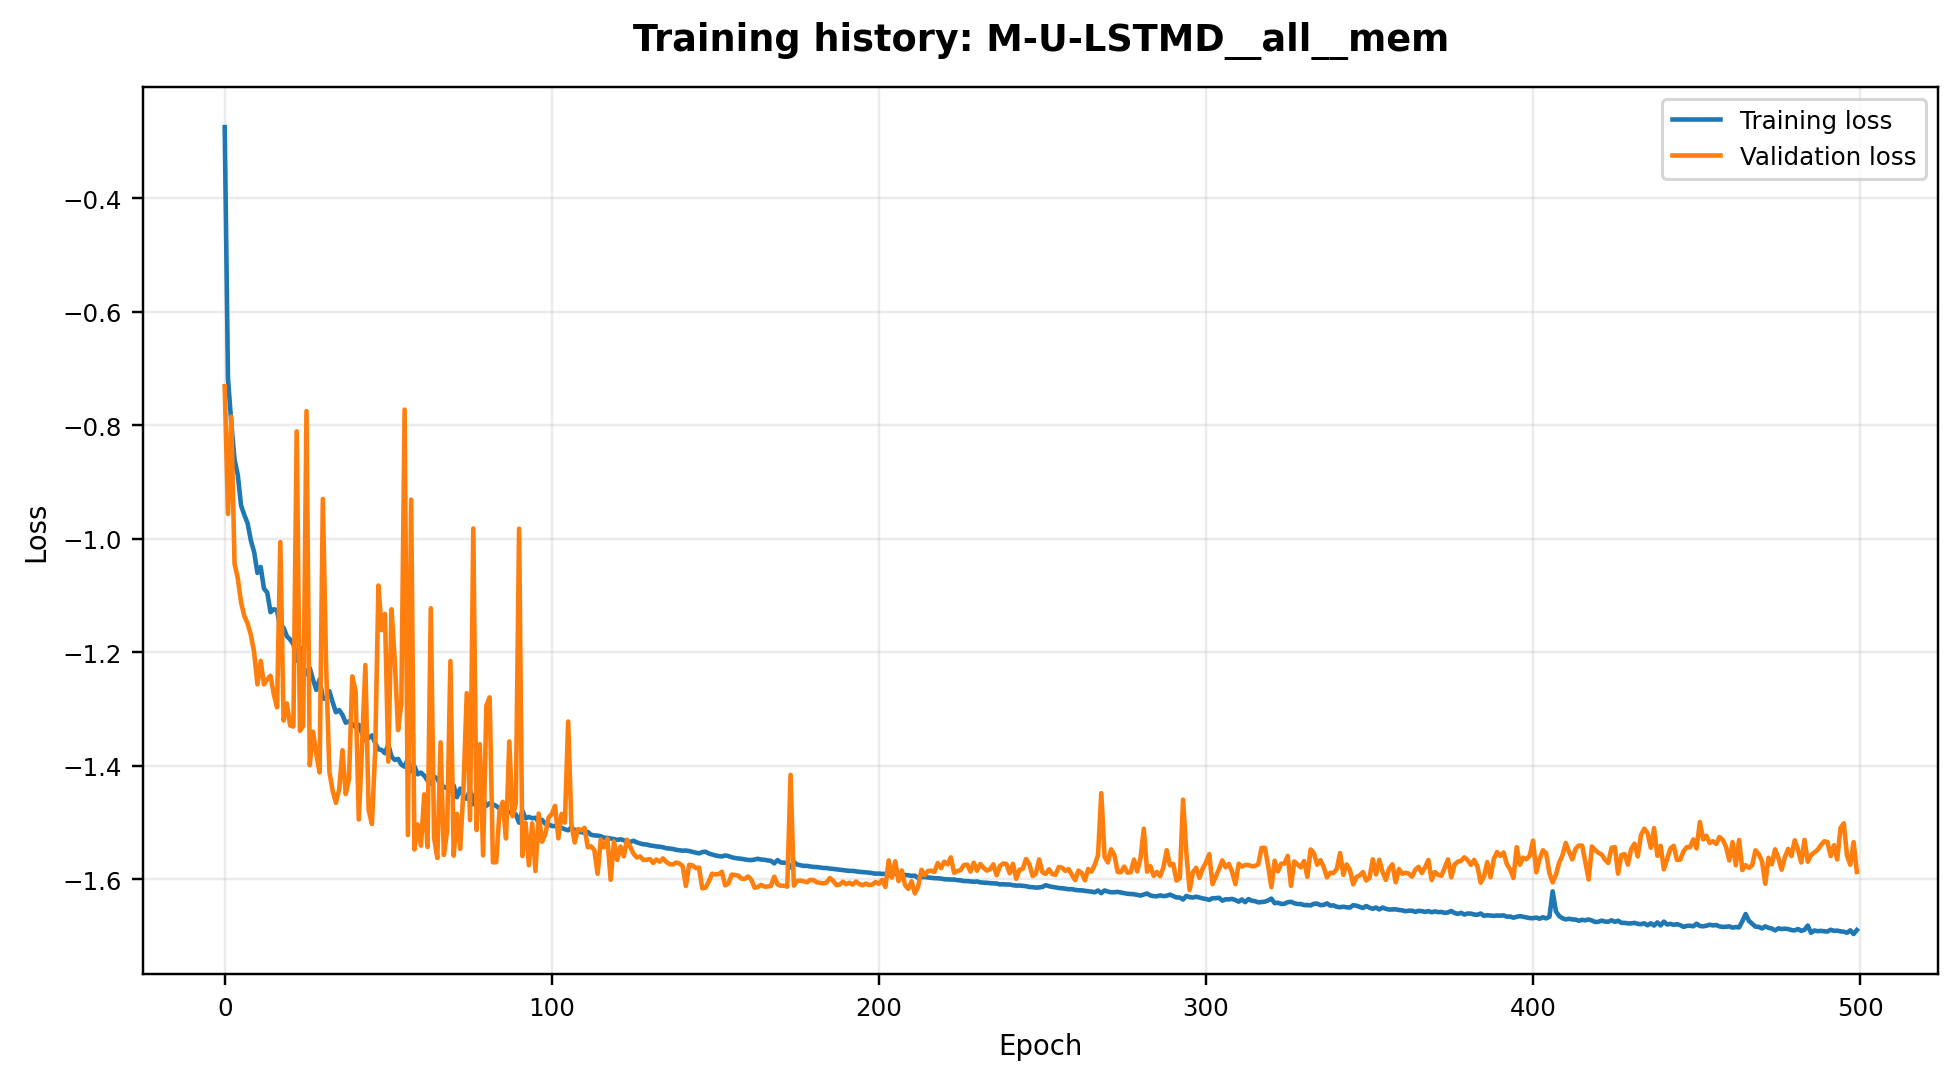 Training history: M-U-LSTMD__all__mem
Training loss
Validation loss
Loss
−0.4
−0.6
−0.8
−1.0
−1.2
−1.4
−1.6
0 100 200 300 400 500
Epoch